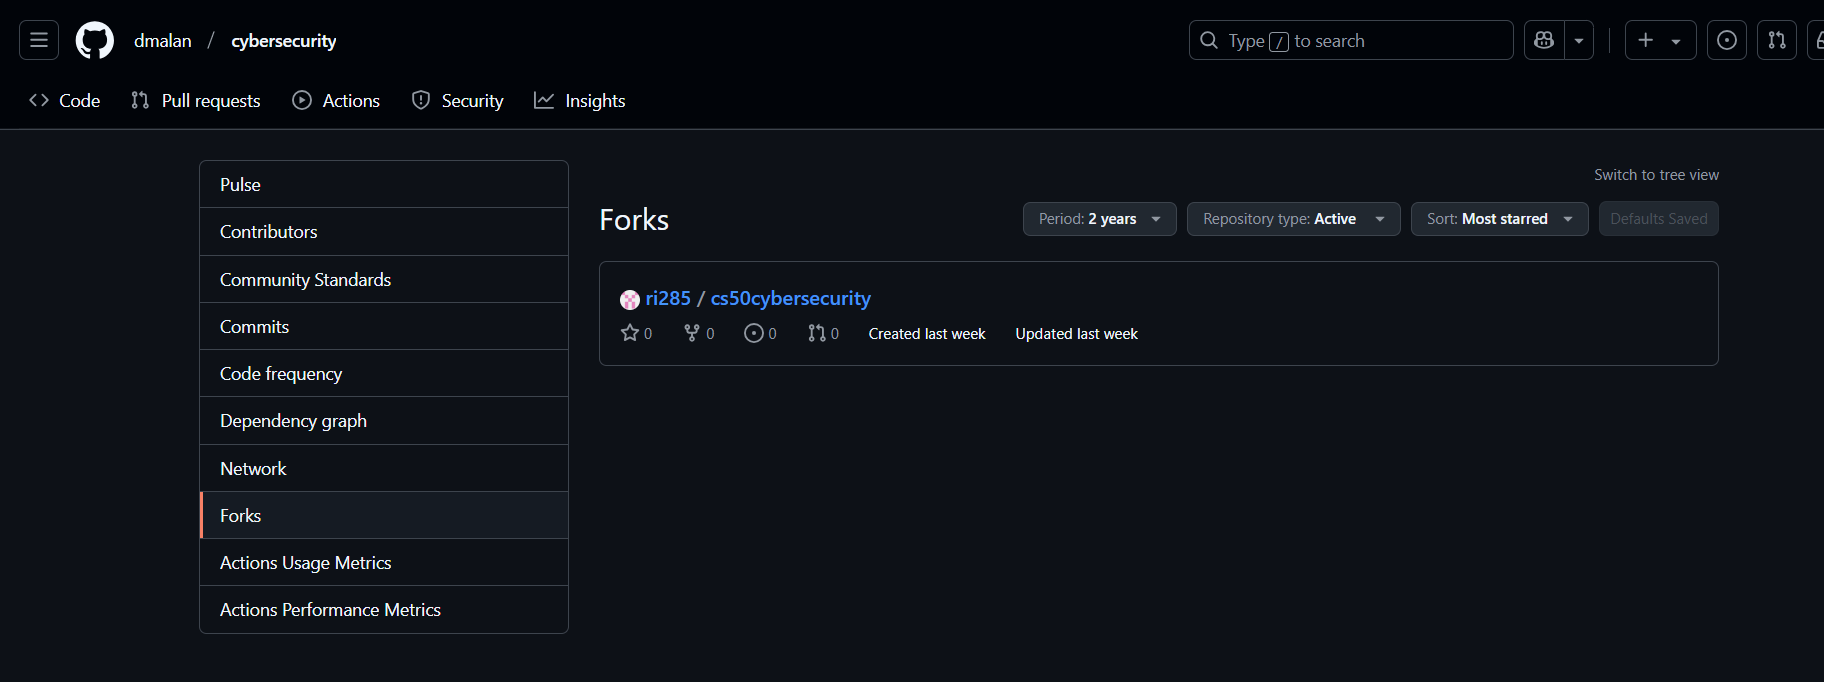 dmalan / cybersecurity
Type / to search
Code Pull requests Actions Security Insights
Pulse
Contributors
Community Standards
Commits
Code frequency
Dependency graph
Network
Forks
Actions Usage Metrics
Actions Performance Metrics
Switch to tree view
Forks
Period: 2 years Repository type: Active Sort: Most starred Defaults Saved
ri285 / cs50cybersecurity
0 0 0 0 Created last week Updated last week